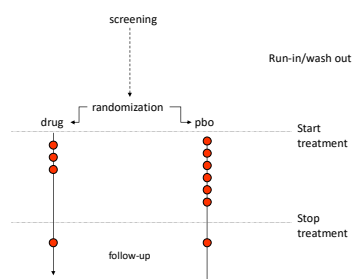 screening
Run-in/wash out
randomization
drug
pbo
Start
treatment
Stop
treatment
follow-up